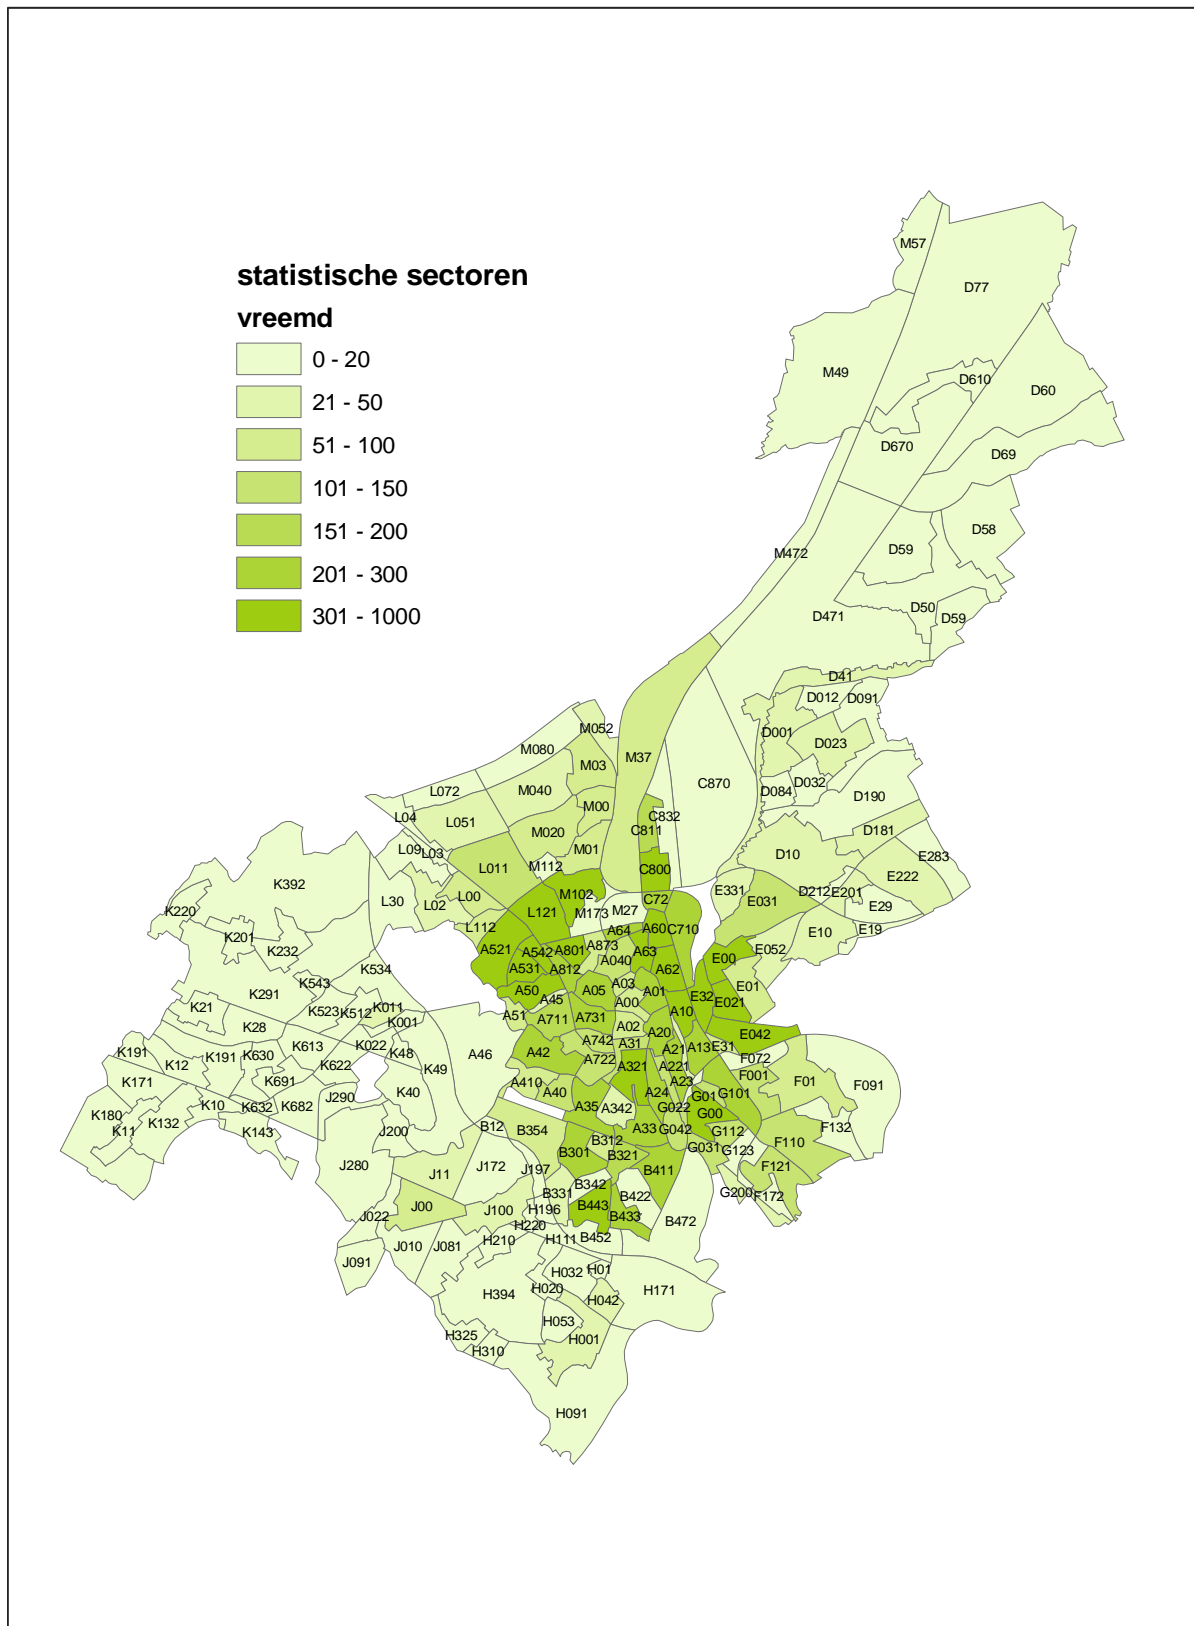 statistische sectoren
vreemd
0 - 20
21 - 50
51 - 100
101 - 150
151 - 200
201 - 300
301 - 1000
M57
D77
M49
D610
D60
D670
D69
D58
M472
D59
D50
D471
D59
D41
D012
D091
M052
D001
M080
D023
M37
M03
D032
C870
L072
M040
D084
D190
M00
L04
L051
C832
M020
C811
D181
L09
L03
M01
D10
E283
L011
M112
C800
E222
K392
E331
M102
D212
E201
L00
E031
L30
L02
C72
E29
K220
L121
M27
M173
L112
C710
E19
A60
A64
E10
K201
A873
K232
A63
E052
A521
A542
A801
A040
E00
A531
A812
A62
K534
K543
A03
E01
K291
A50
A05
A01
E32
E021
A45
A00
K21
K011
K523
K512
A10
A51
A711
A731
K001
A02
K28
A20
A742
A31
K613
K022
A13
E31
E042
K191
K48
A21
K12
K191
K630
A46
A42
A722
F072
A321
A221
K622
K49
F001
K171
K691
A23
F01
A410
F091
A40
A24
G01
G101
K40
J290
K180
K10
K632
K682
A35
A342
G022
G00
K132
K11
B12
A33
G042
F132
K143
B354
G112
J200
B312
G031
G123
F110
B301
B321
J280
J11
J172
J197
B411
F121
B342
B331
G200
F172
B422
J00
B443
J100
H196
B433
J022
H220
B472
B452
H210
H111
J010
J081
J091
H01
H032
H020
H171
H394
H042
H053
H325
H001
H310
H091